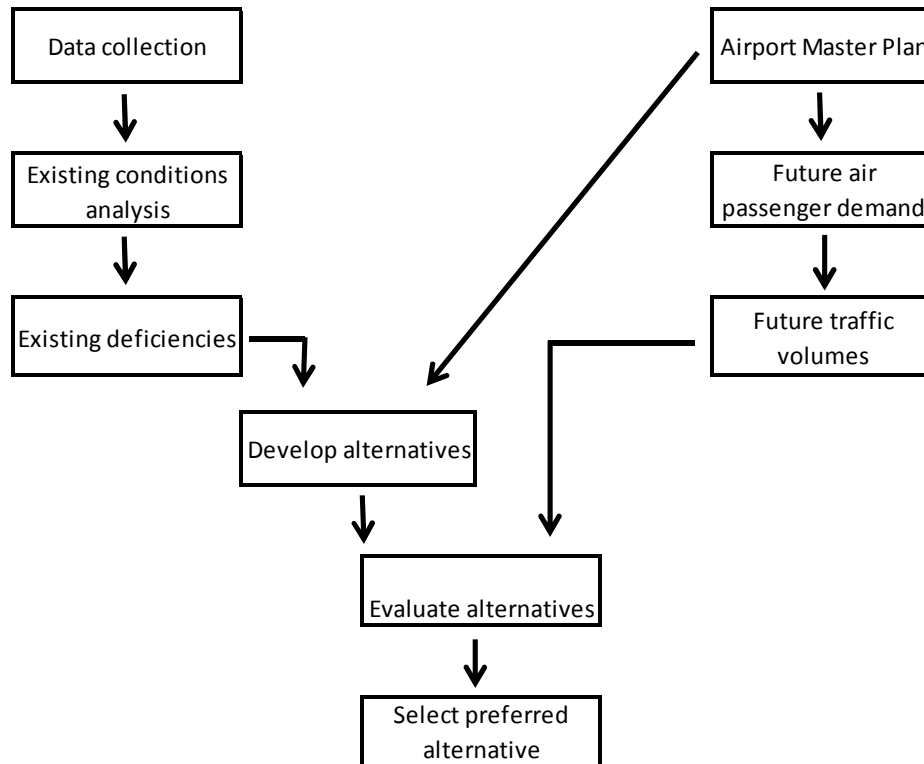 Data collection
Airport Master Plan
Existing conditions
analysis
Future air
passenger demand
Existing deficiencies
Future traffic
volumes
Develop alternatives
Evaluate alternatives
Select preferred
alternative